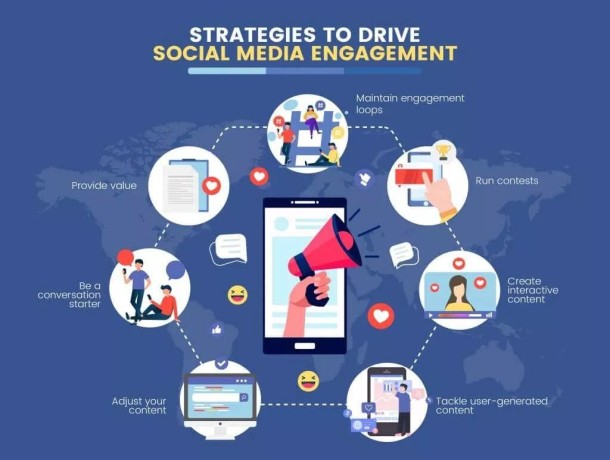 STRATEGIES TO DRIVE
SOCIAL MEDIA ENGAGEMENT
Maintain engagement
loops
Provide value
Run contests
Be a
conversation
starter
Create
interactive
content
Adjust your
content
Tackle user-generated
content